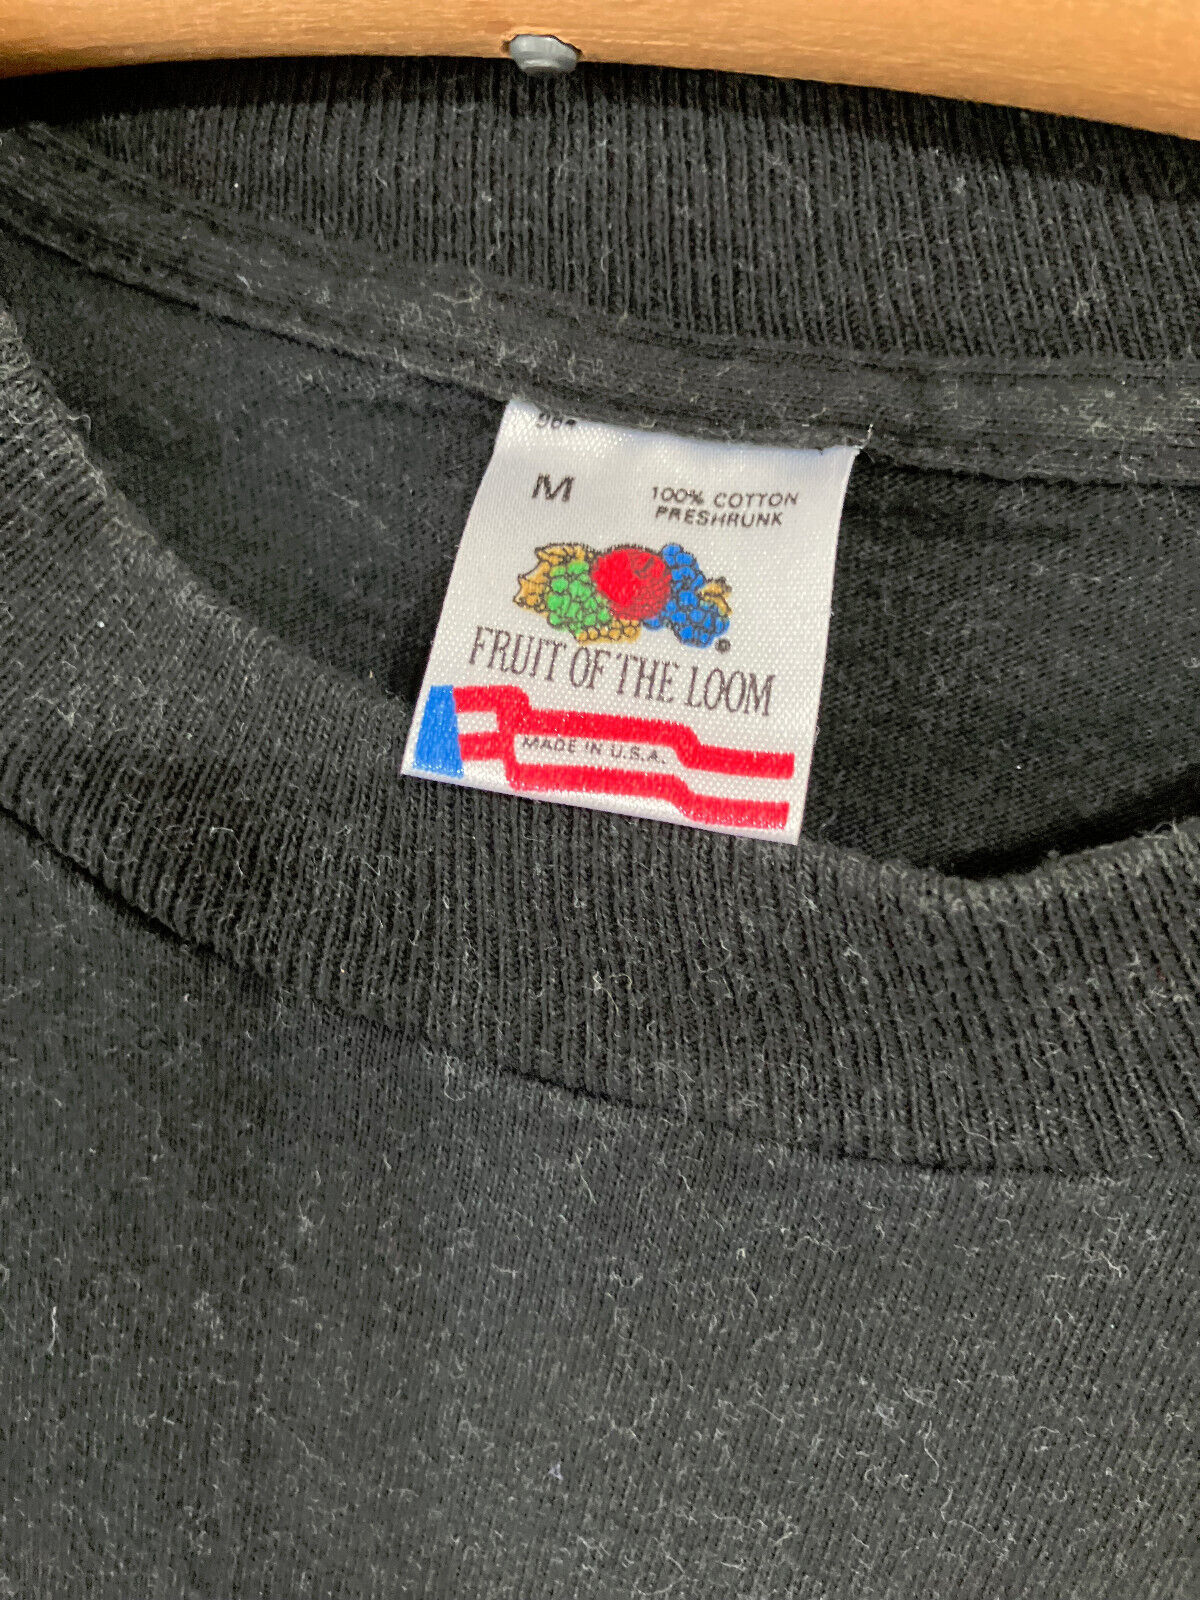 M
100% COTTON
PRESHRUNK
FRUIT OF THE LOOM
®
MADE IN U.S.A.